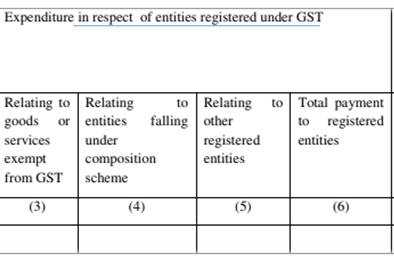 Expenditure in respect of entities registered under GST
Relating to
goods or
services
exempt
from GST
Relating to
entities falling
under
composition
scheme
Relating to
other
registered
entities
Total payment
to registered
entities
(3)
(4)
(5)
(6)